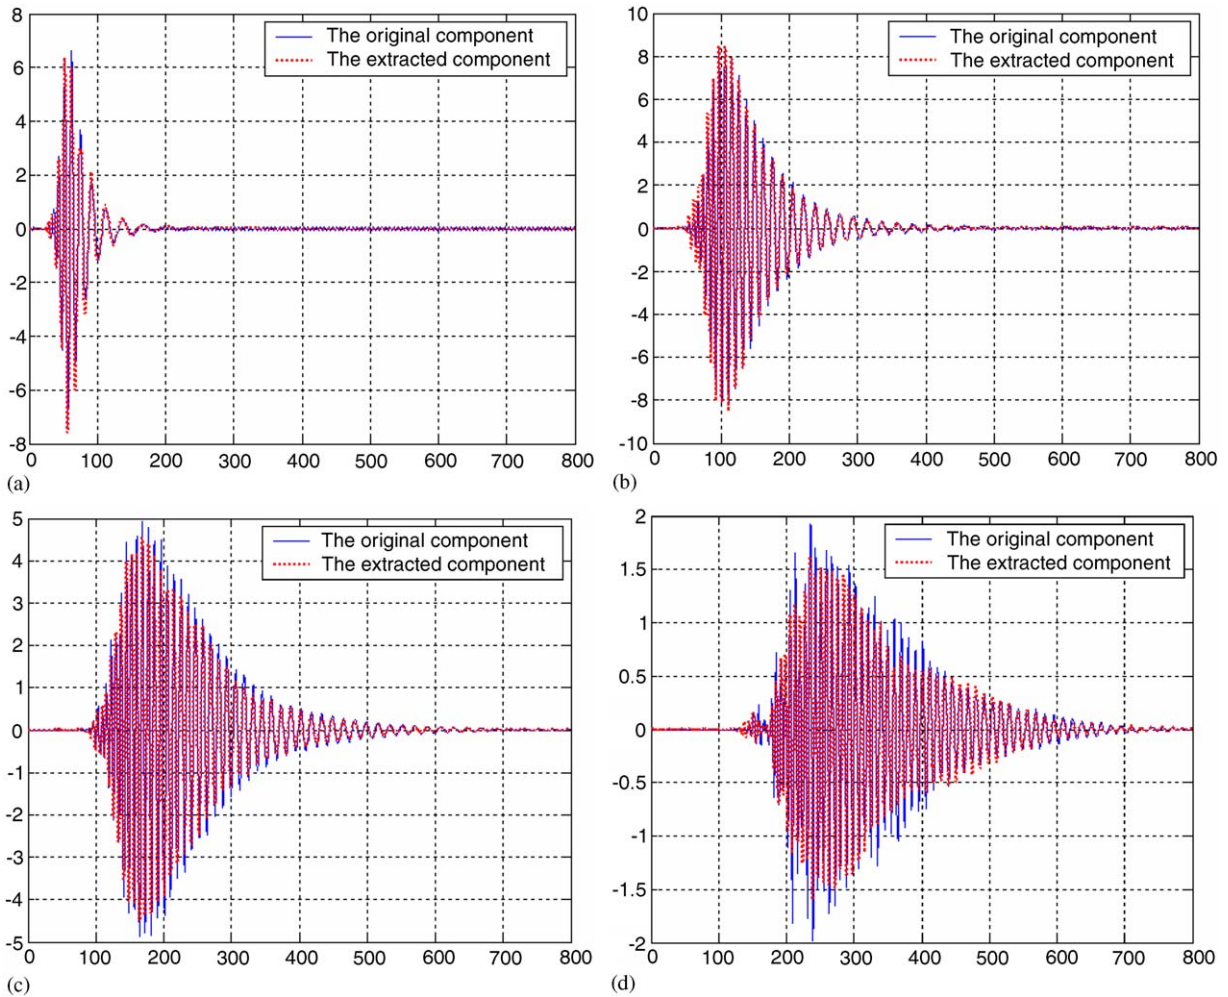 8
6
4
2
0
-2
-4
-6
-8
The original component
The extracted component
0 100 200 300 400 500 600 700 800
(a)
10
8
6
4
2
0
-2
-4
-6
-8
-10
The original component
The extracted component
0 100 200 300 400 500 600 700 800
(b)
5
4
3
2
1
0
-1
-2
-3
-4
-5
The original component
The extracted component
0 100 200 300 400 500 600 700 800
(c)
2
1.5
1
0.5
0
-0.5
-1
-1.5
-2
The original component
The extracted component
0 100 200 300 400 500 600 700 800
(d)